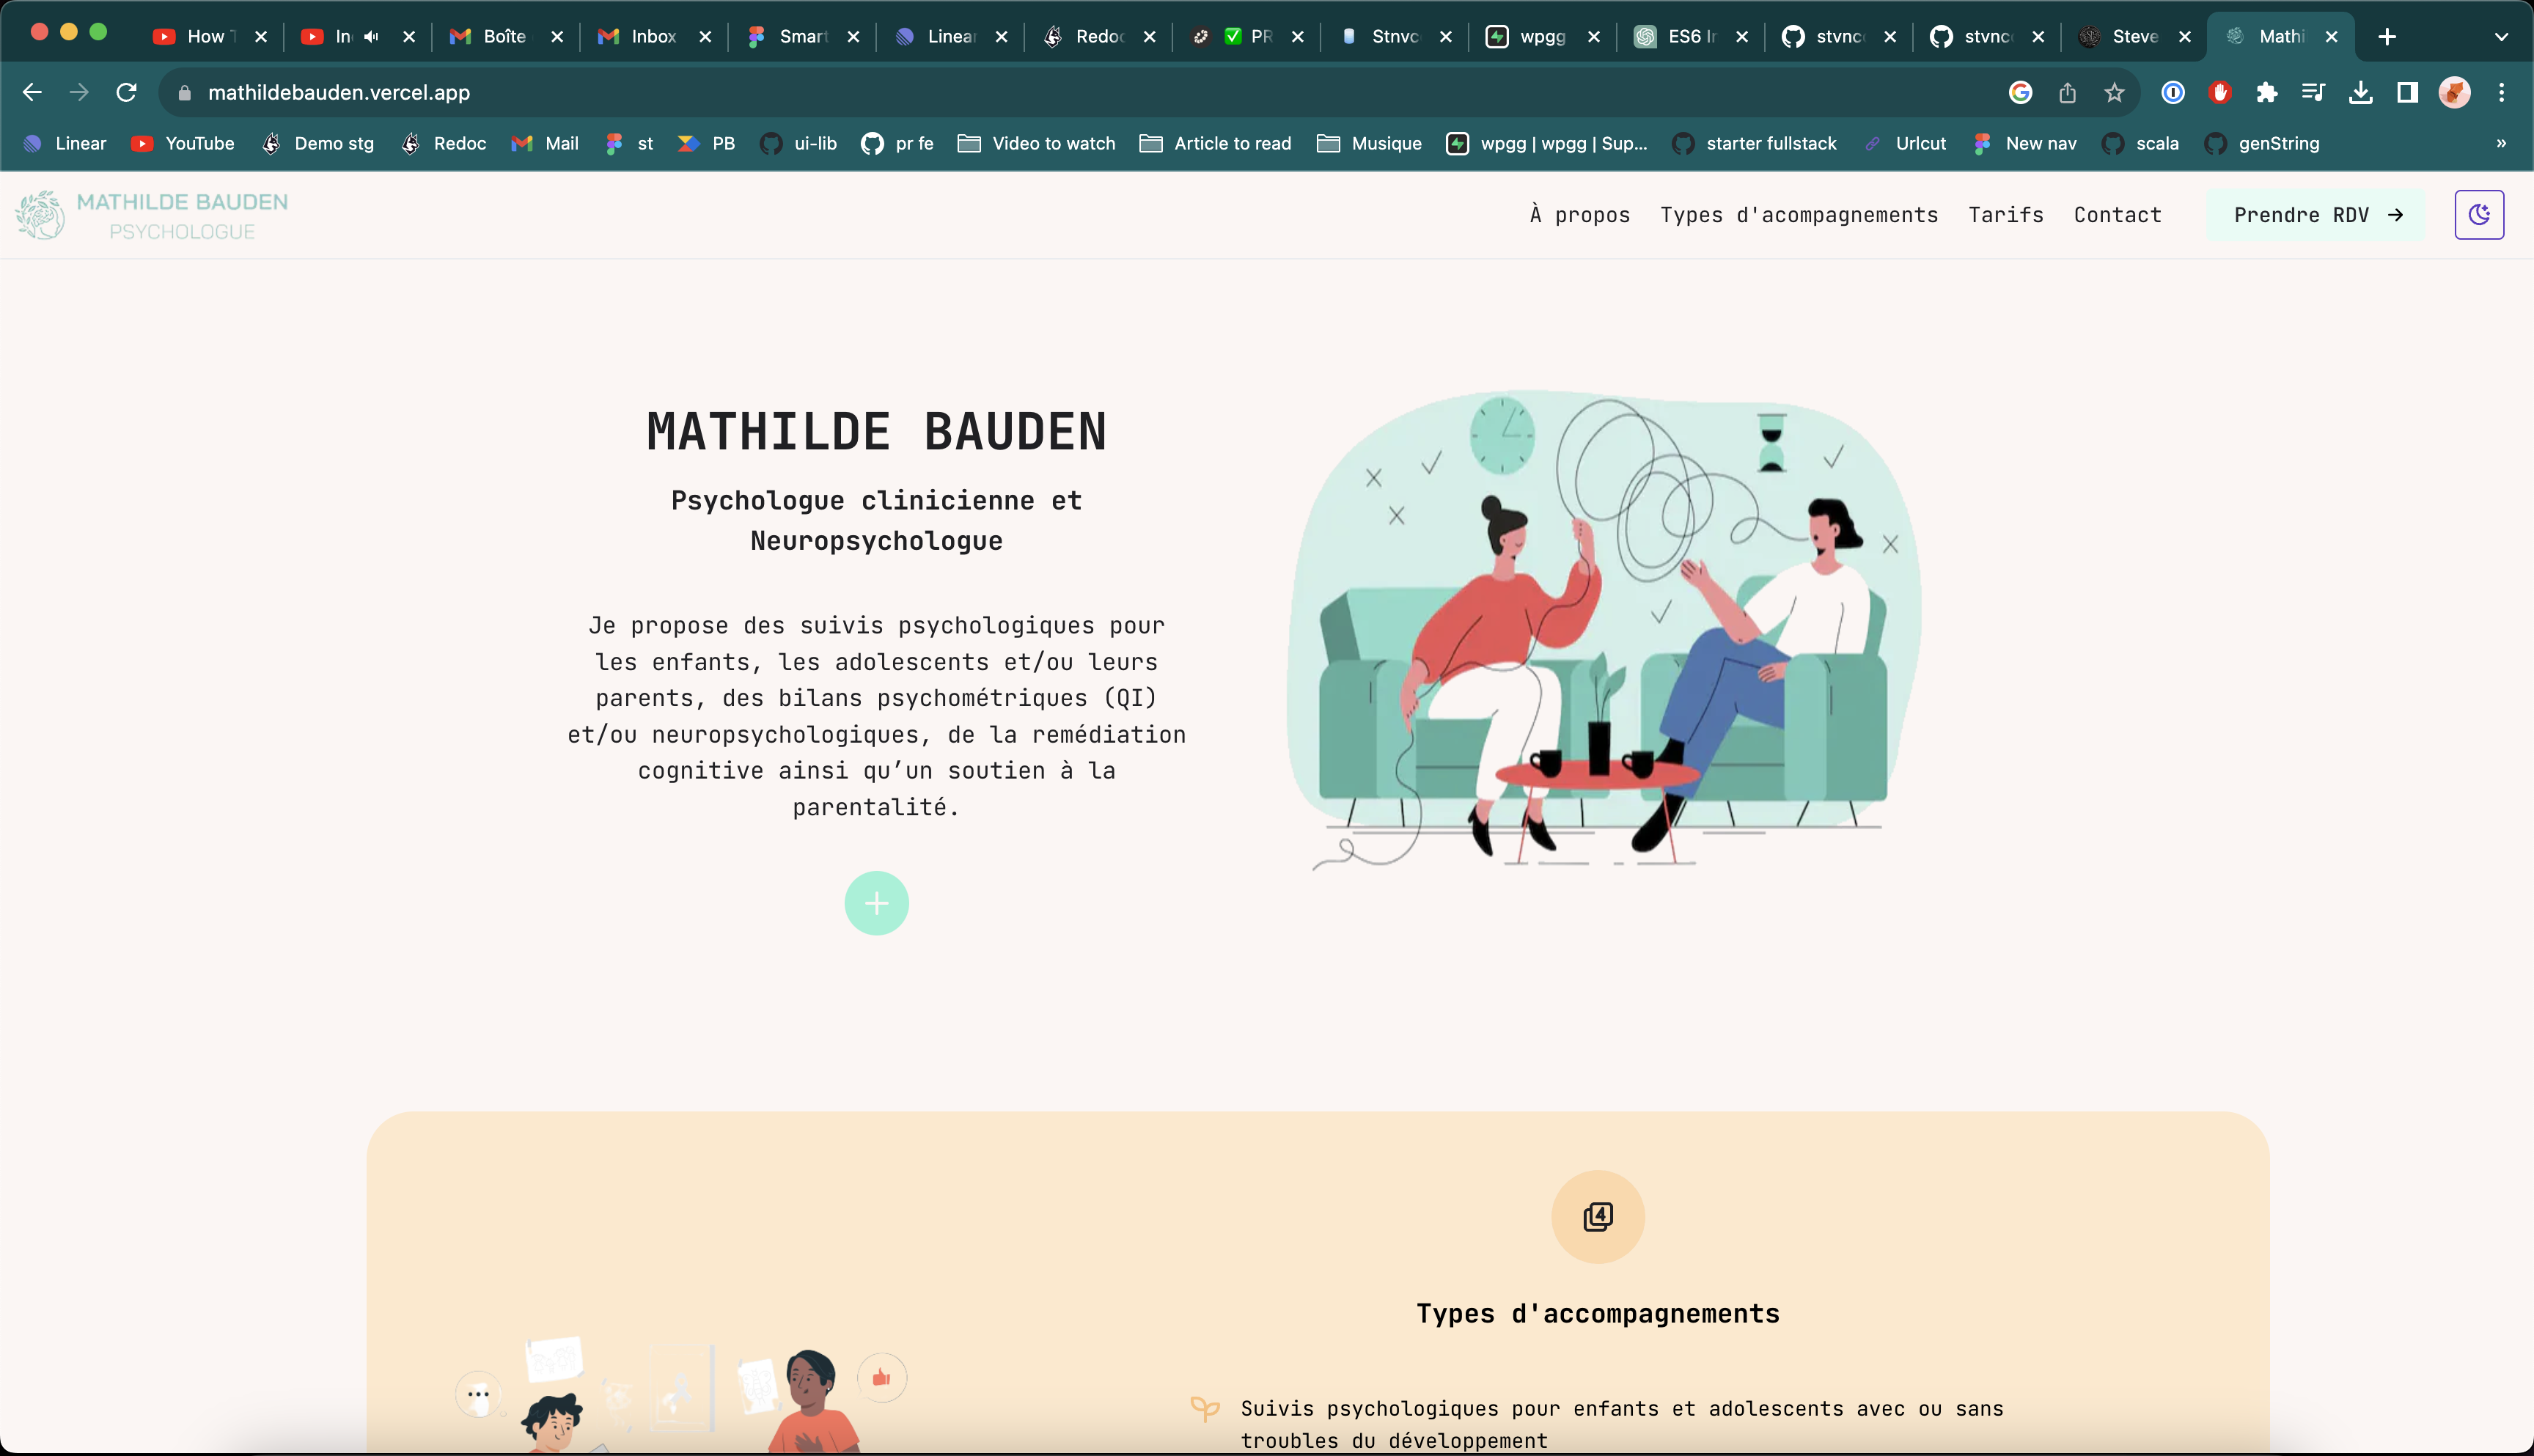 How
In
Boîte
Inbox
Smart
Linear
Redoc
PR
Stnvc
wpgg
ES6 Ir
stvnc
stvnc
Steve
Mathi
mathildebauden.vercel.app
Linear
YouTube
Demo stg
Redoc
Mail
st
PB
ui-lib
pr fe
Video to watch
Article to read
Musique
wpgg | wpgg | Sup...
starter fullstack
Urlcut
New nav
scala
genString
»
MATHILDE BAUDEN
PSYCHOLOGUE
À propos
Types d'acompagnements
Tarifs
Contact
Prendre RDV →
MATHILDE BAUDEN
Psychologue clinicienne et
Neuropsychologue
Je propose des suivis psychologiques pour
les enfants, les adolescents et/ou leurs
parents, des bilans psychométriques (QI)
et/ou neuropsychologiques, de la remédiation
cognitive ainsi qu’un soutien à la
parentalité.
4
Types d'accompagnements
Suivis psychologiques pour enfants et adolescents avec ou sans
troubles du développement